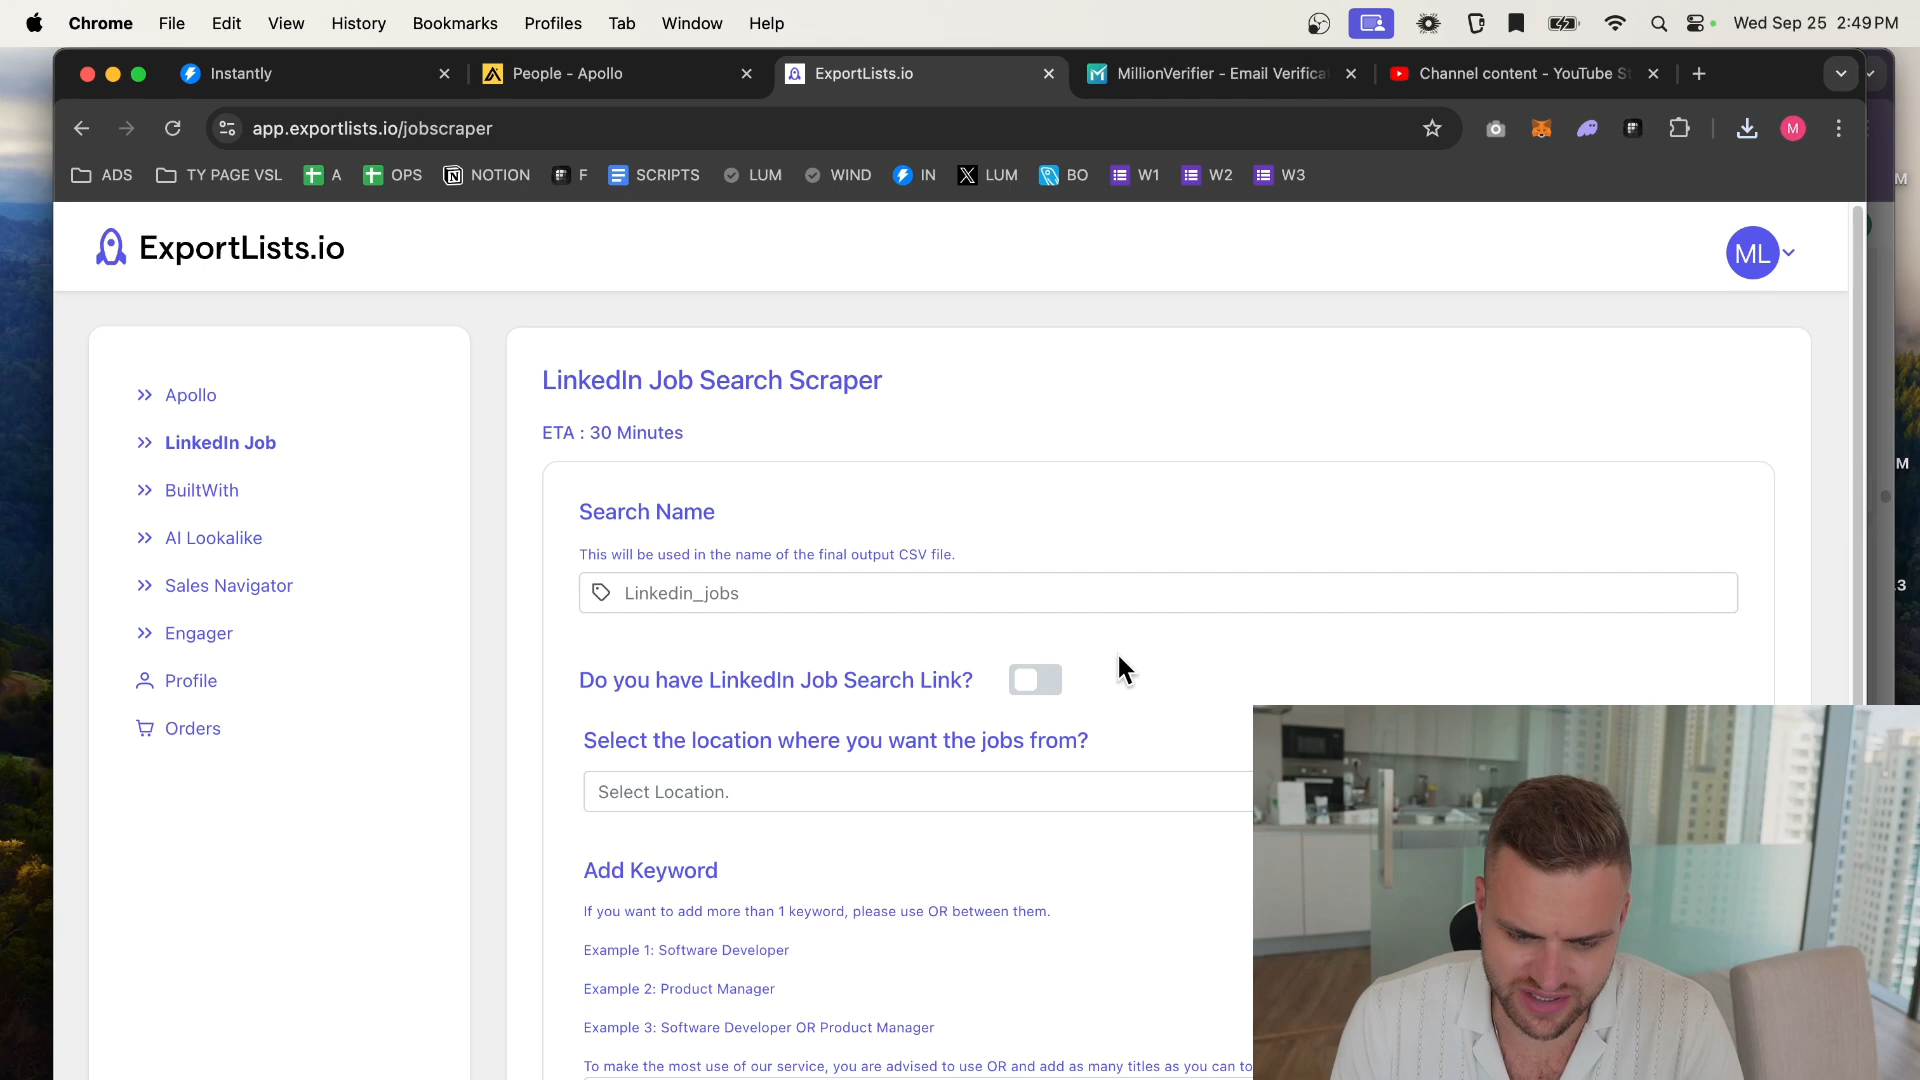 Chrome File Edit View History Bookmarks Profiles Tab Window Help Wed Sep 25 2:49 PM
Instantly People - Apollo ExportLists.io MillionVerifier - Email Verifica Channel content - YouTube St
app.exportlists.io/jobscraper M
ADS TY PAGE VSL A OPS NOTION F SCRIPTS LUM WIND IN LUM BO W1 W2 W3
M
ExportLists.io ML
Apollo
LinkedIn Job
BuiltWith
AI Lookalike
Sales Navigator
Engager
Profile
Orders
LinkedIn Job Search Scraper
ETA : 30 Minutes
Search Name
This will be used in the name of the final output CSV file.
Linkedin_jobs
Do you have LinkedIn Job Search Link?
Select the location where you want the jobs from?
Select Location.
Add Keyword
If you want to add more than 1 keyword, please use OR between them.
Example 1: Software Developer
Example 2: Product Manager
Example 3: Software Developer OR Product Manager
To make the most use of our service, you are advised to use OR and add as many titles as you can to
M
3